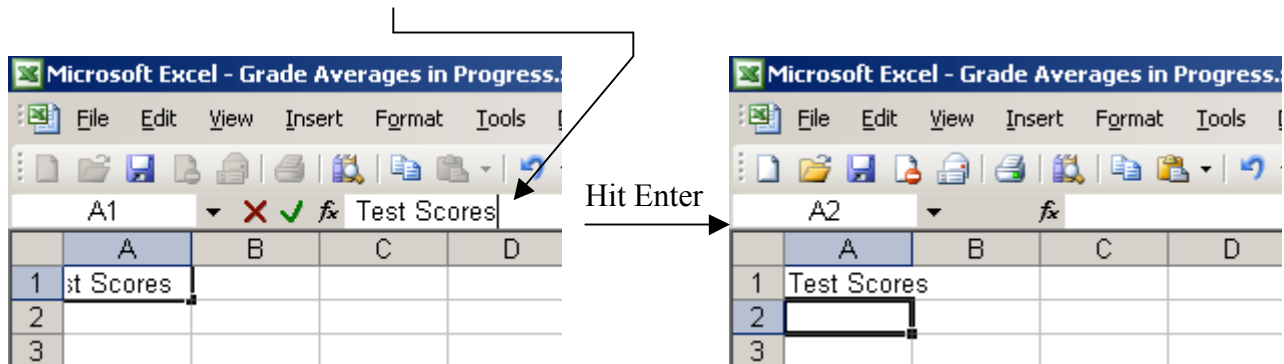 Microsoft Excel - Grade Averages in Progress.
File Edit View Insert Format Tools
A1 fx Test Scores
A B C D
1 st Scores
2
3
Hit Enter
Microsoft Excel - Grade Averages in Progress.
File Edit View Insert Format Tools
A2 fx
A B C D
1 Test Scores
2
3